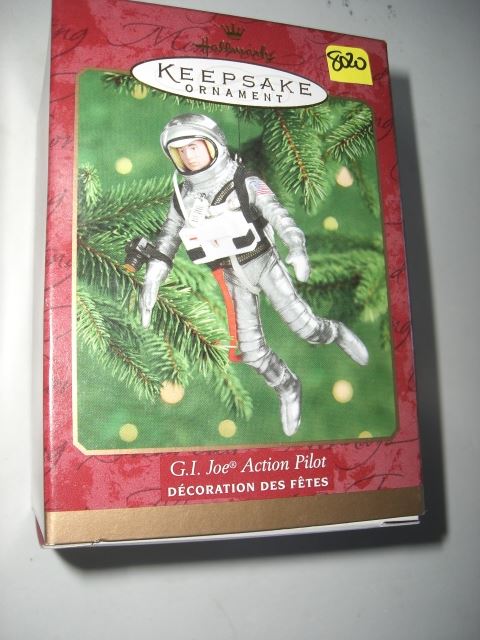 Hallmark
8020
KEEPSAKE
ORNAMENT
G.I. Joe® Action Pilot
DÉCORATION DES FÊTES